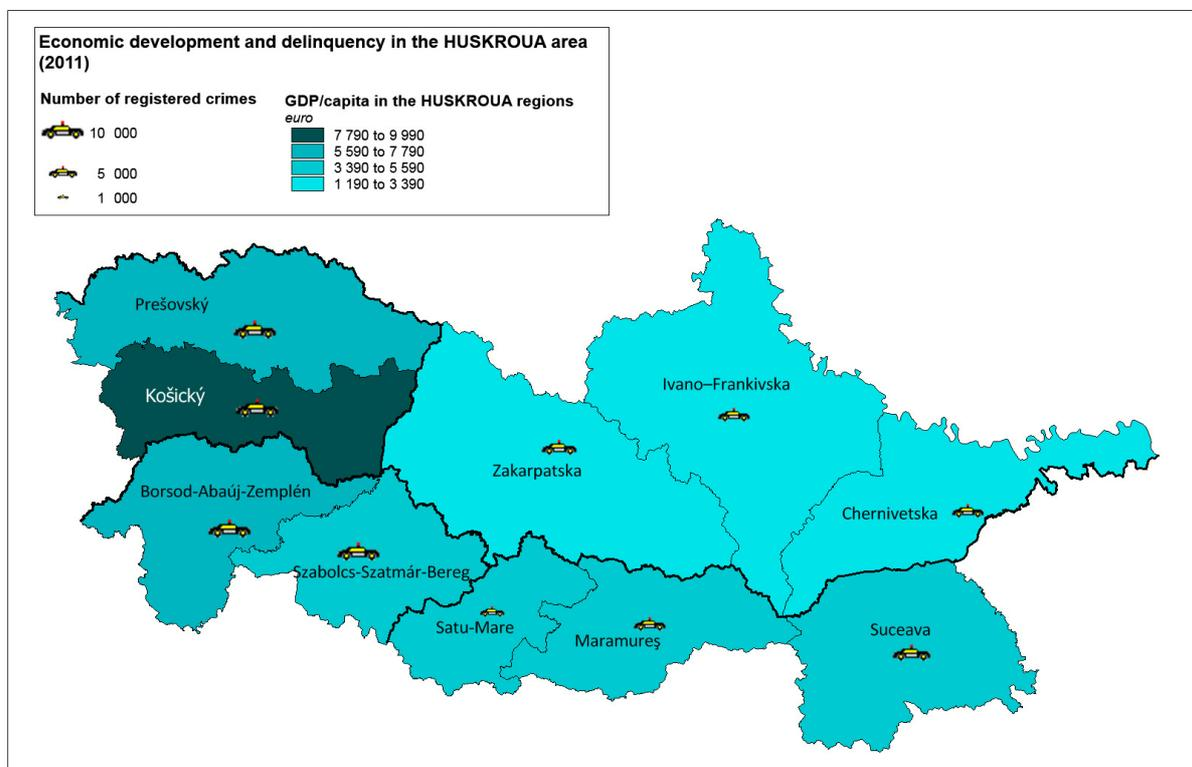 Economic development and delinquency in the HUSKROUA area
(2011)
Number of registered crimes
10 000
5 000
1 000
GDP/capita in the HUSKROUA regions
euro
7 790 to 9 990
5 590 to 7 790
3 390 to 5 590
1 190 to 3 390
Prešovský
Košický
Ivano–Frankivska
Zakarpatska
Borsod-Abaúj-Zemplén
Chernivetska
Szabolcs-Szatmár-Bereg
Satu-Mare
Maramureş
Suceava